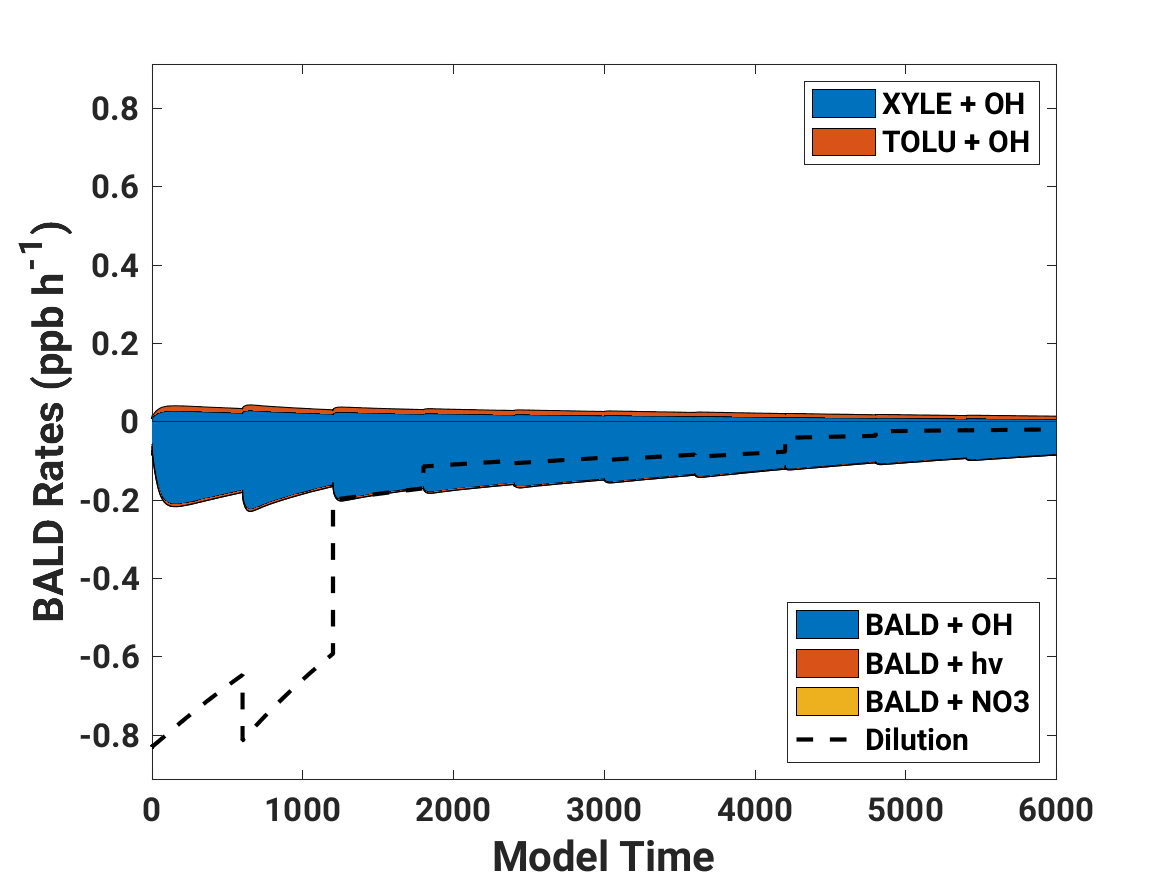 XYLE + OH
TOLU + OH
0.8
0.6
0.4
0.2
0
-0.2
-0.4
-0.6
-0.8
BALD Rates (ppb h-1)
BALD + OH
BALD + hv
BALD + NO3
Dilution
0 1000 2000 3000 4000 5000 6000
Model Time